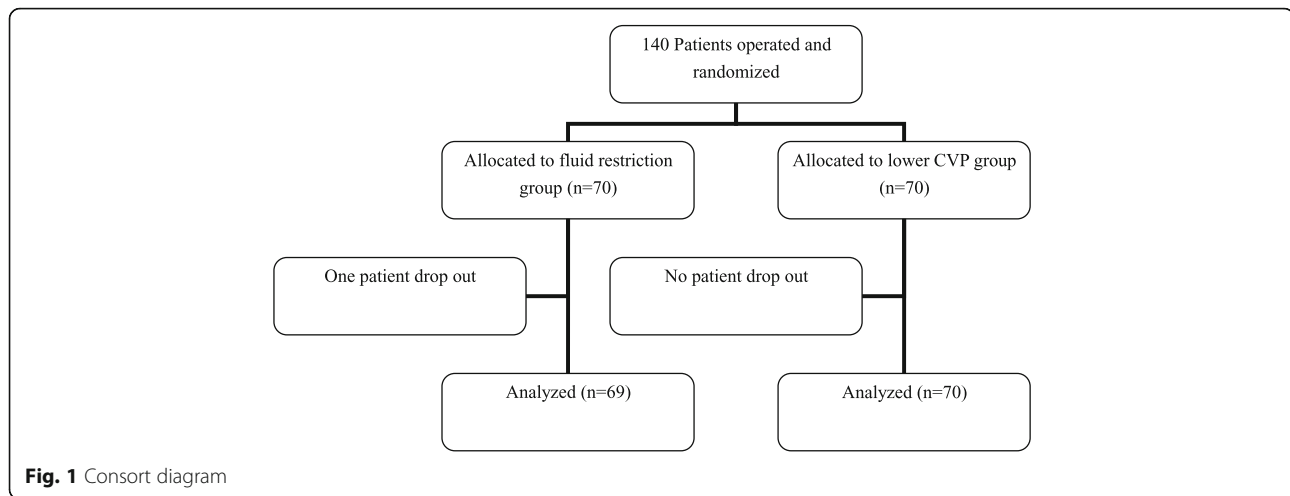 140 Patients operated and
randomized
Allocated to fluid restriction
group (n=70)
Allocated to lower CVP group
(n=70)
One patient drop out
No patient drop out
Analyzed (n=69)
Analyzed (n=70)
Fig. 1 Consort diagram